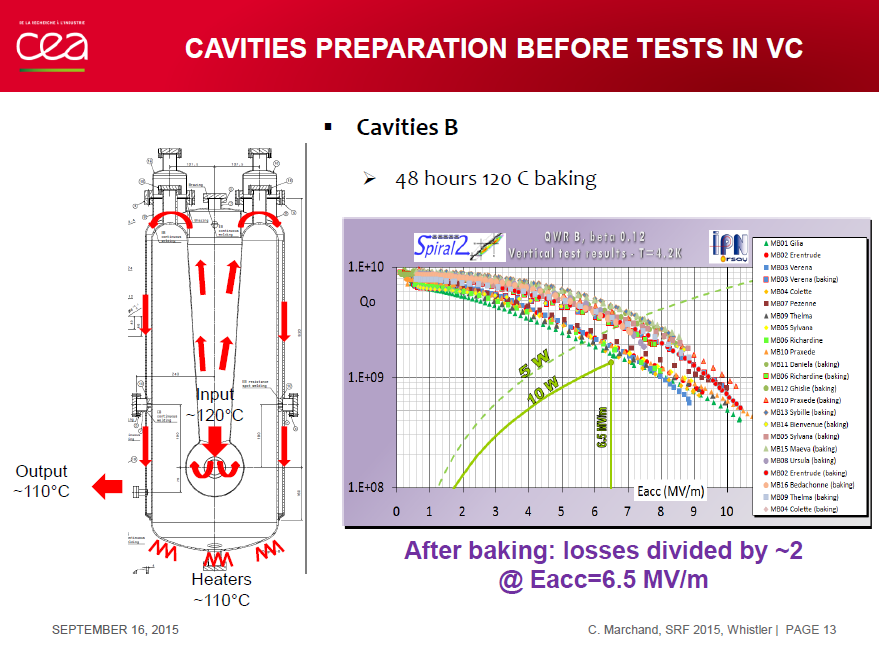 DE LA RECHERCHE À L'INDUSTRIE
cea
CAVITIES PREPARATION BEFORE TESTS IN VC
▪ Cavities B
➢ 48 hours 120 C baking
Input
~120°C
Output
~110°C
Heaters
~110°C
240
Spiral2
QWR B, beta 0.12
Vertical test results - T=4.2K
IPN
Orsay
1.E+10
Qo
1.E+09
1.E+08
5 W
10 W
6.5 MV/m
Eacc (MV/m)
0 1 2 3 4 5 6 7 8 9 10
MB01 Gilia
MB02 Erentrude
MB03 Verena
MB03 Verena (baking)
MB04 Colette
MB07 Pezenne
MB09 Thelma
MB05 Sylvana
MB06 Richardine
MB10 Praxede
MB11 Daniela (baking)
MB06 Richardine (baking)
MB12 Ghislie (baking)
MB10 Praxede (baking)
MB13 Sybille (baking)
MB14 Bienvenue (baking)
MB05 Sylvana (baking)
MB15 Maeva (baking)
MB08 Ursula (baking)
MB02 Erentrude (baking)
MB16 Bedachonne (baking)
MB09 Thelma (baking)
MB04 Colette (baking)
After baking: losses divided by ~2
@ Eacc=6.5 MV/m
SEPTEMBER 16, 2015
C. Marchand, SRF 2015, Whistler | PAGE 13